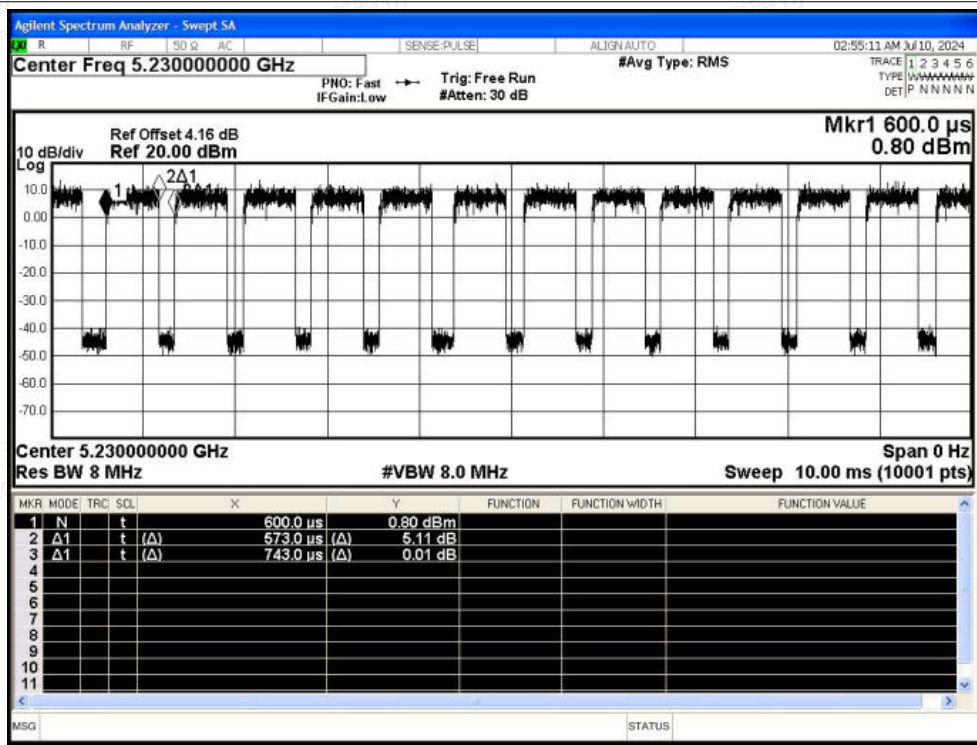 Agilent Spectrum Analyzer - Swept SA
LXI R RF 50 Ω AC SENSE:PULSE ALIGN AUTO 02:55:11 AM Jul 10, 2024
Center Freq 5.230000000 GHz #Avg Type: RMS TRACE 1 2 3 4 5 6
PNO: Fast Trig: Free Run TYPE
IFGain:Low #Atten: 30 dB DET P N N N N N
Mkr1 600.0 µs
Ref Offset 4.16 dB
10 dB/div Ref 20.00 dBm 0.80 dBm
Log
2Δ1
10.0
1
0.00
-10.0
-20.0
-30.0
-40.0
-50.0
-60.0
-70.0
Center 5.230000000 GHz Span 0 Hz
Res BW 8 MHz #VBW 8.0 MHz Sweep 10.00 ms (10001 pts)
MKR MODE TRC SCL X Y FUNCTION FUNCTION WIDTH FUNCTION VALUE
1 N t 600.0 µs 0.80 dBm
2 Δ1 t (Δ) 573.0 µs (Δ) 5.11 dB
3 Δ1 t (Δ) 743.0 µs (Δ) 0.01 dB
4
5
6
7
8
9
10
11
MSG STATUS